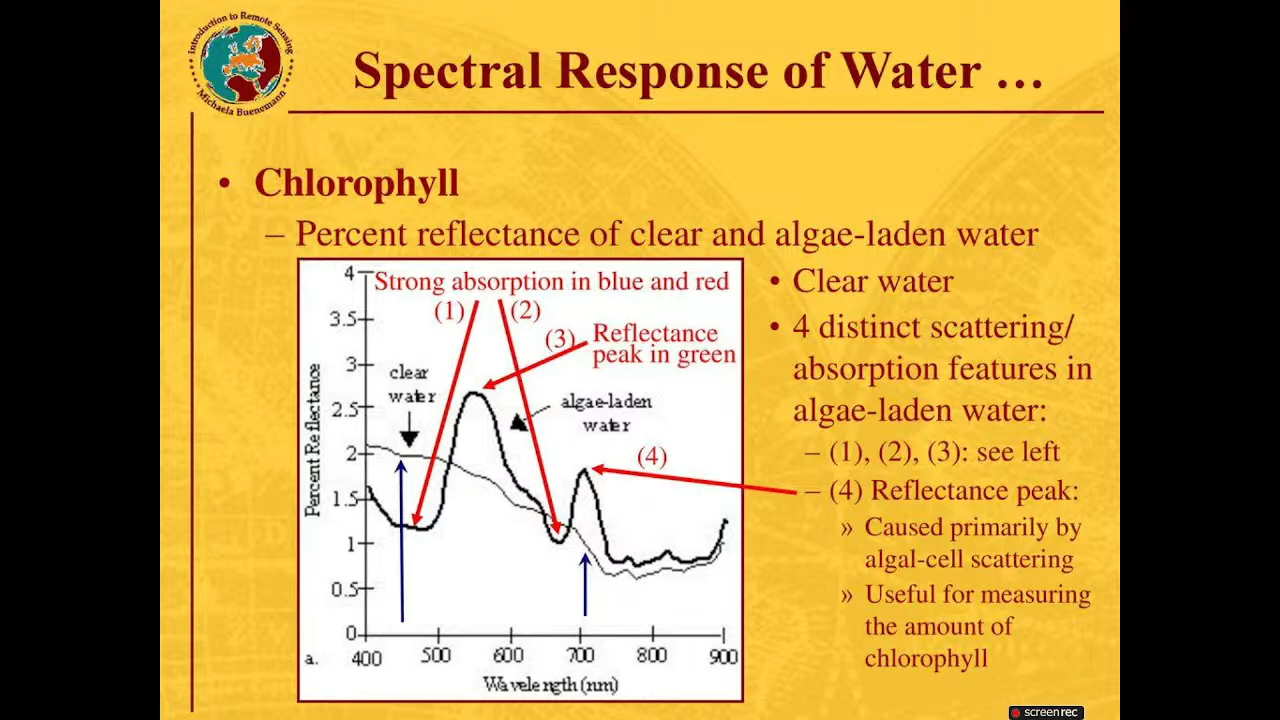 Introduction to Remote Sensing
Michaela Buenemann
Spectral Response of Water …
• Chlorophyll
– Percent reflectance of clear and algae-laden water
4
Strong absorption in blue and red
(1)
(2)
3.5
(3)
Reflectance
peak in green
3
clear
water
2.5
algae-laden
water
(4)
2
1.5
1
0.5
0
Percent Reflectance
a.
400
500
600
700
800
900
Wavelength (nm)
• Clear water
• 4 distinct scattering/
absorption features in
algae-laden water:
– (1), (2), (3): see left
– (4) Reflectance peak:
» Caused primarily by
algal-cell scattering
» Useful for measuring
the amount of
chlorophyll
screenrec